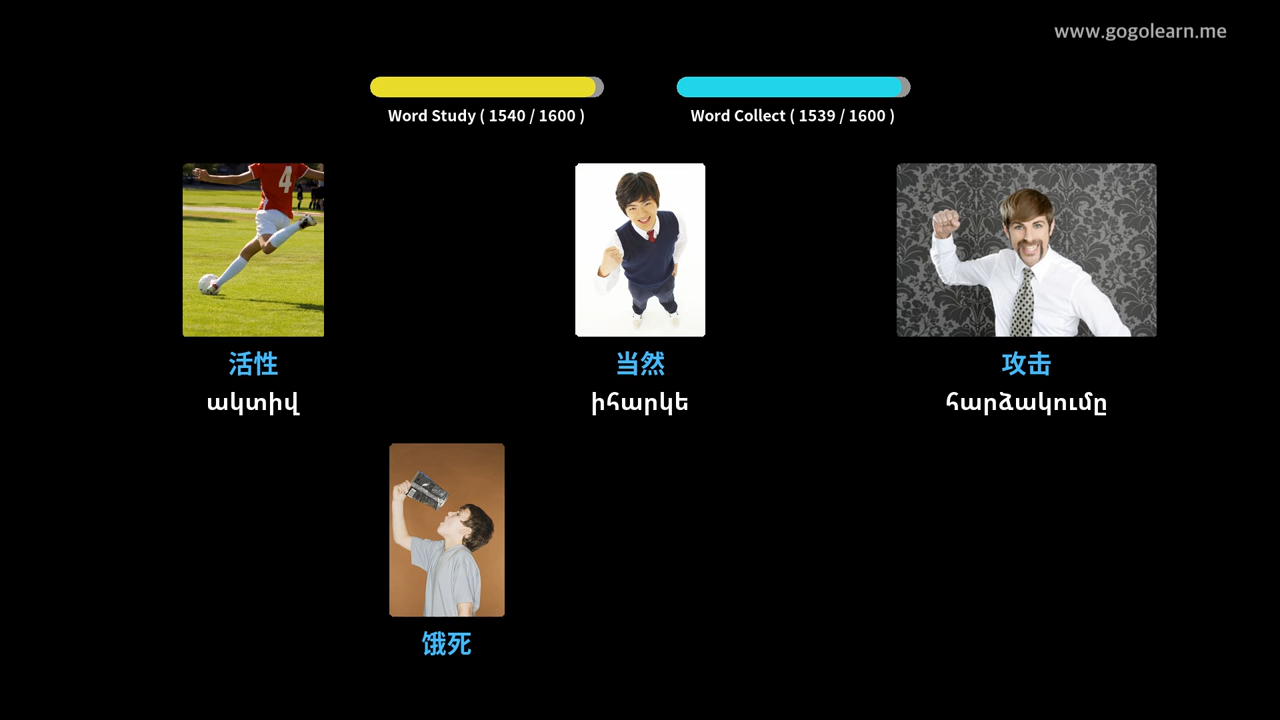 www.gogolearn.me
Word Study ( 1540 / 1600 )
Word Collect ( 1539 / 1600 )
4
活性
当然
攻击
ակտիվ
իհարկե
հարձակումը
饿死